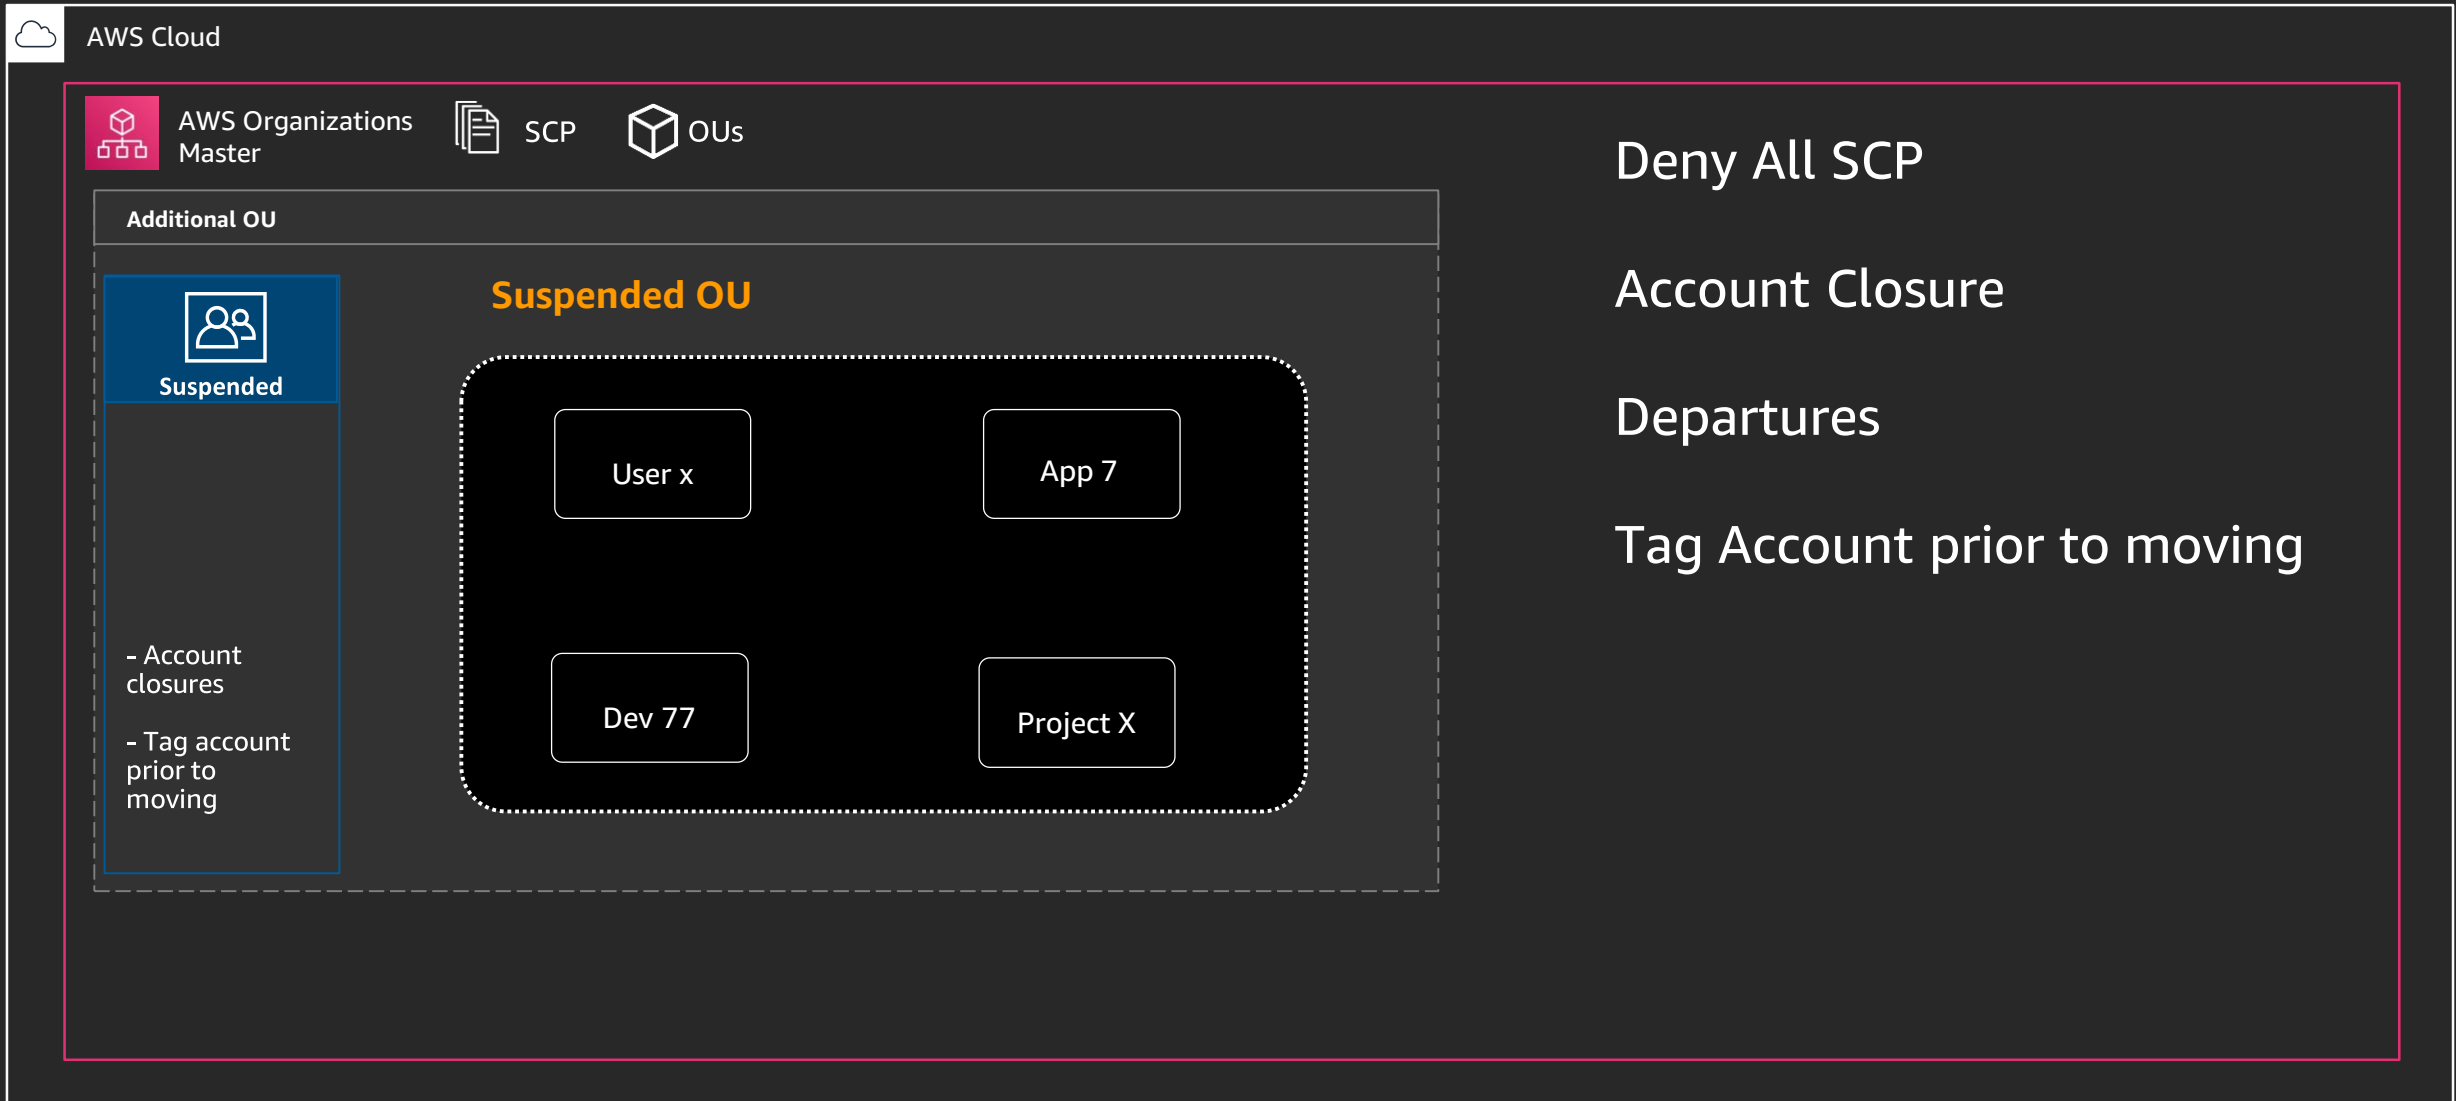 AWS Cloud
AWS Organizations
Master
SCP
OUs
Additional OU
Suspended
- Account
closures
- Tag account
prior to
moving
Suspended OU
User x
App 7
Dev 77
Project X
Deny All SCP
Account Closure
Departures
Tag Account prior to moving